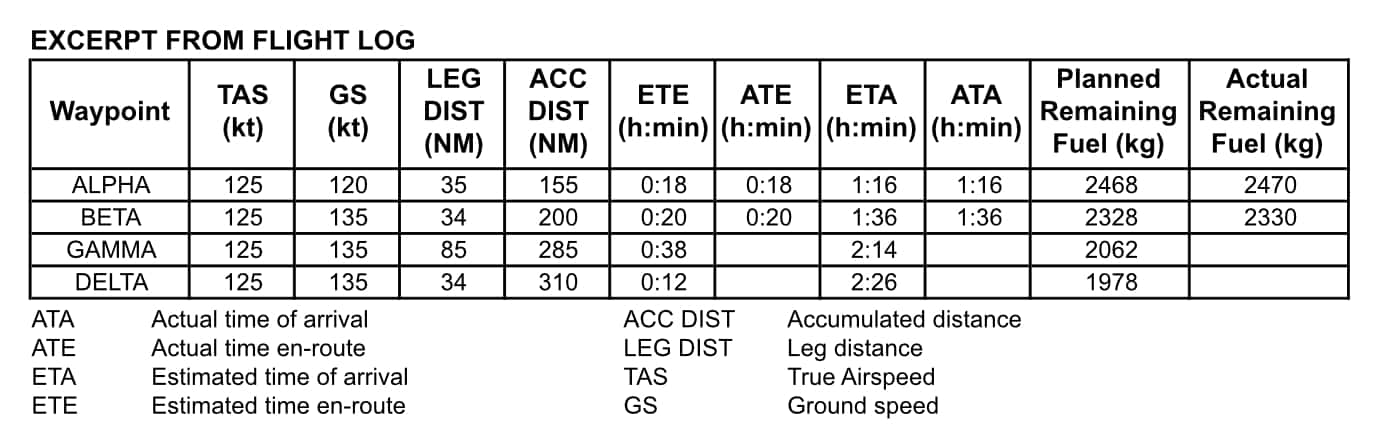 EXCERPT FROM FLIGHT LOG
Waypoint TAS (kt) GS (kt) LEG DIST (NM) ACC DIST (NM) ETE (h:min) ATE (h:min) ETA (h:min) ATA (h:min) Planned Remaining Fuel (kg) Actual Remaining Fuel (kg)
ALPHA 125 120 35 155 0:18 0:18 1:16 1:16 2468 2470
BETA 125 135 34 200 0:20 0:20 1:36 1:36 2328 2330
GAMMA 125 135 85 285 0:38 2:14 2062
DELTA 125 135 34 310 0:12 2:26 1978
ATA Actual time of arrival ACC DIST Accumulated distance
ATE Actual time en-route LEG DIST Leg distance
ETA Estimated time of arrival TAS True Airspeed
ETE Estimated time en-route GS Ground speed